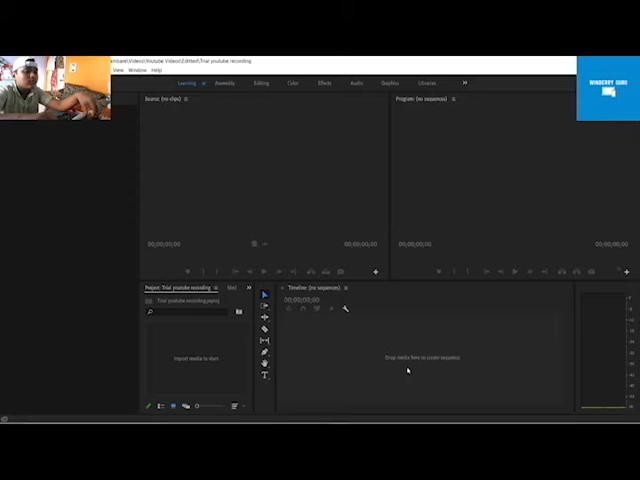 \Videos\Youtube Videos\Editted\Trial youtube recording
View Window Help
WINDERRY GURU
Learning Assembly Editing Color Effects Audio Graphics Libraries
Source: (no clips) Program: (no sequences)
00;00;00;00 00;00;00;00 00;00;00;00 00;00;00;00
Project: Trial youtube recording Timeline: (no sequences)
00;00;00;00
Trial youtube recording.prproj
Import media to start
Drop media here to create sequence.